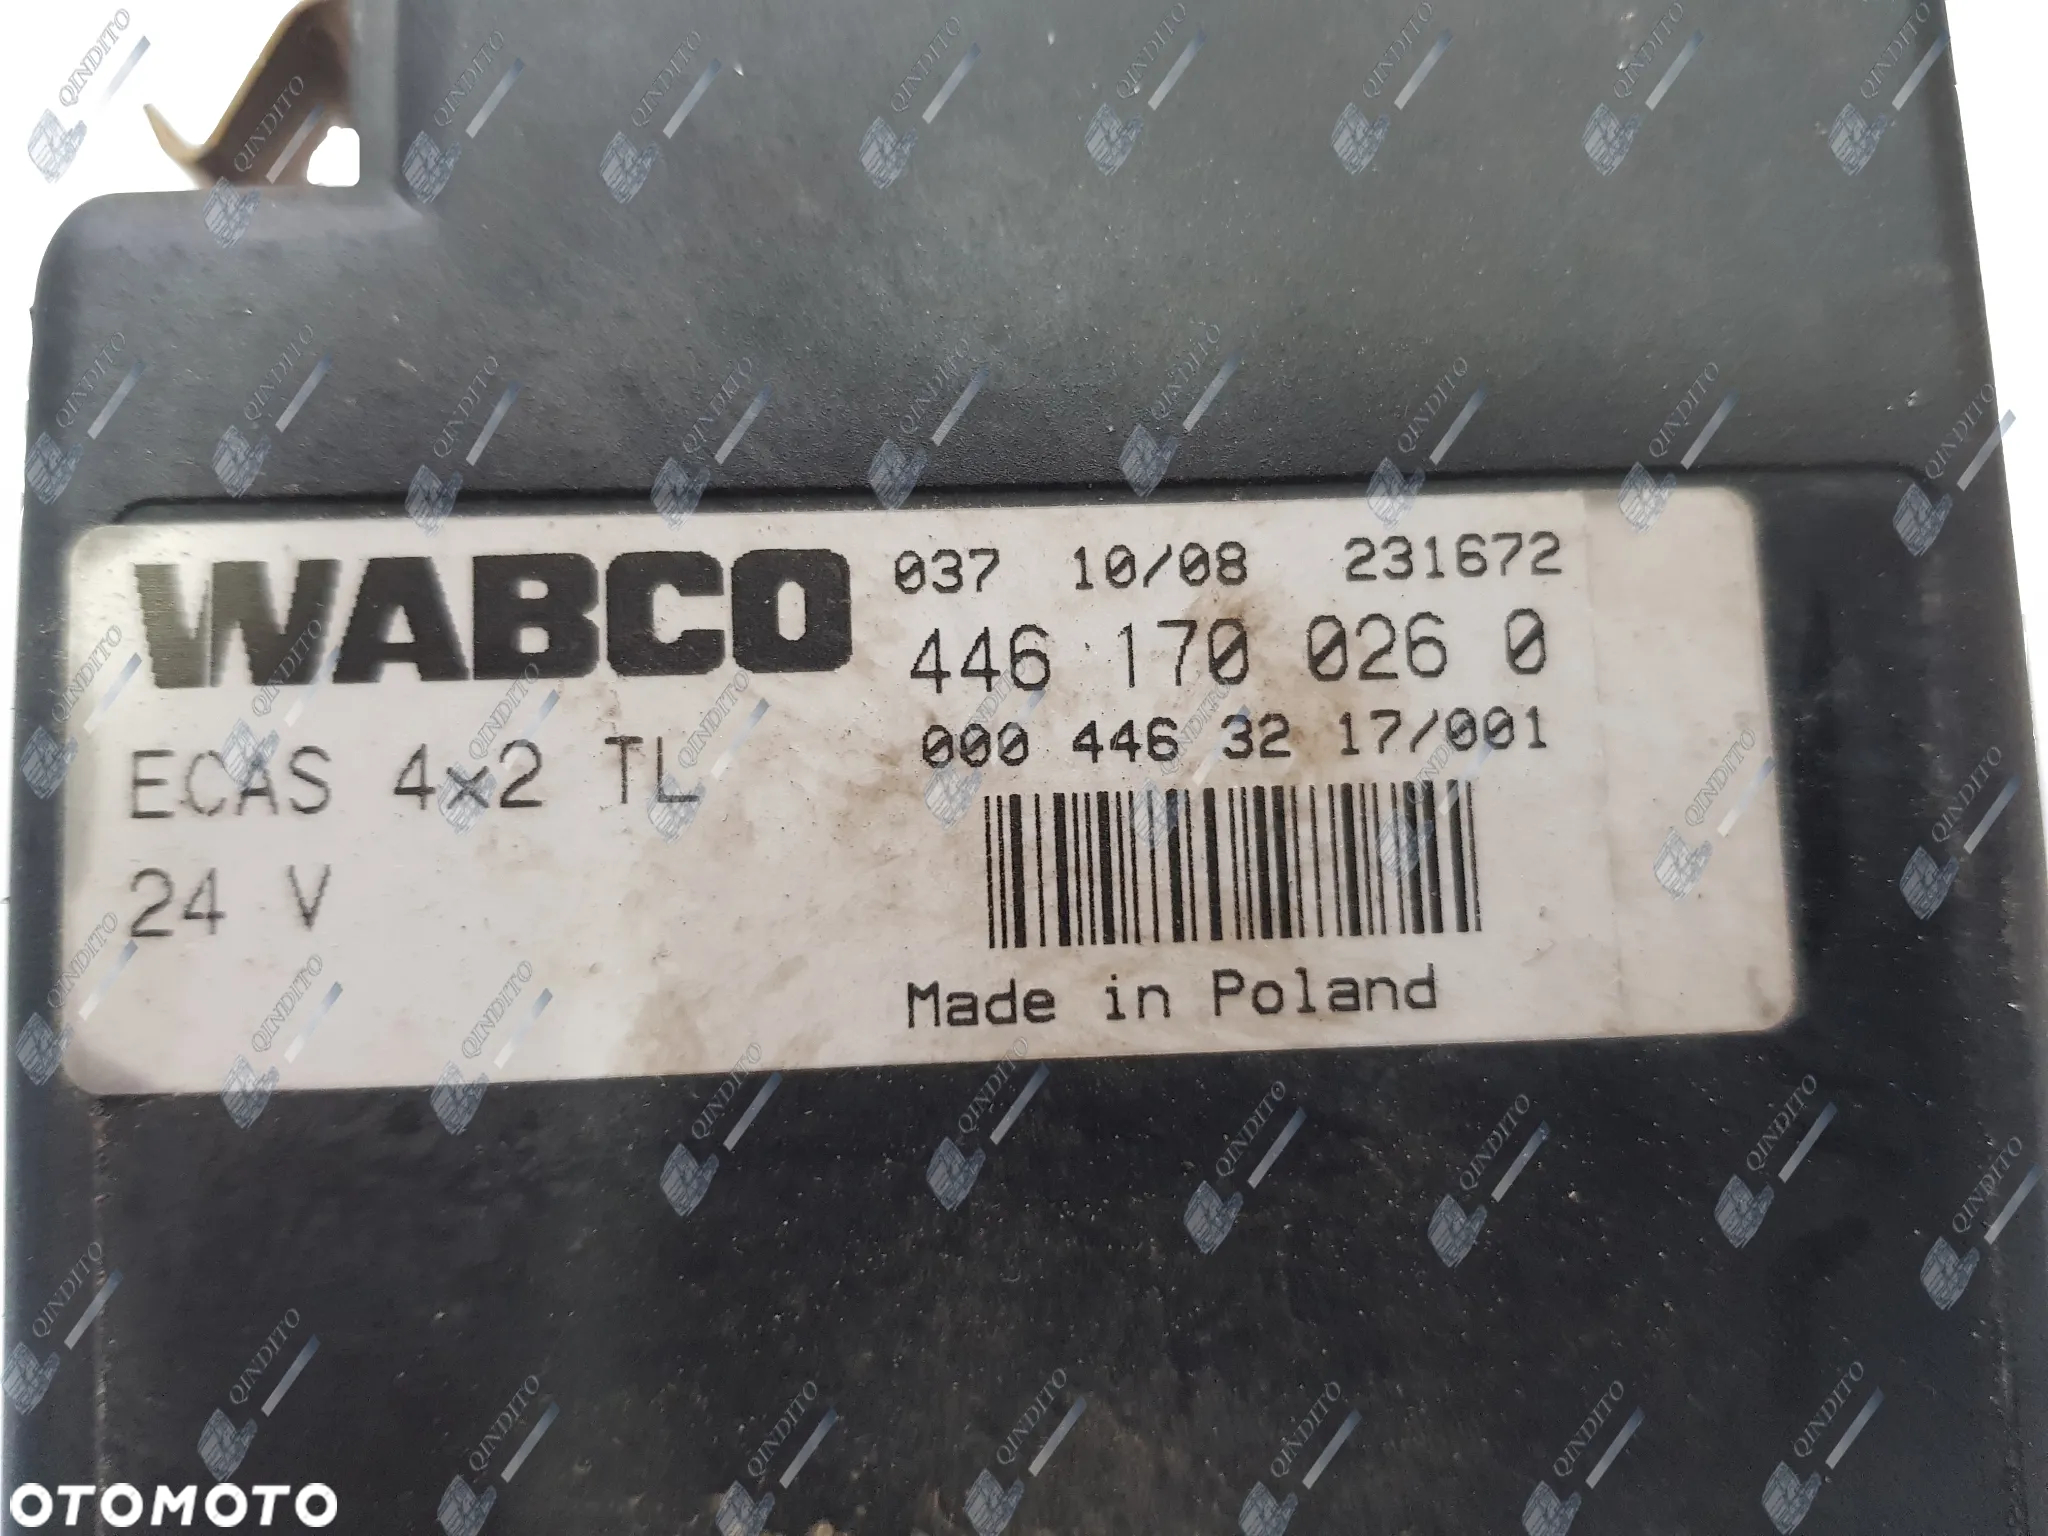 WABCO
037 10/08 231672
446 170 026 0
000 446 32 17/001
ECAS 4x2 TL
24 V
Made in Poland
QINDITO
OTOMOTO